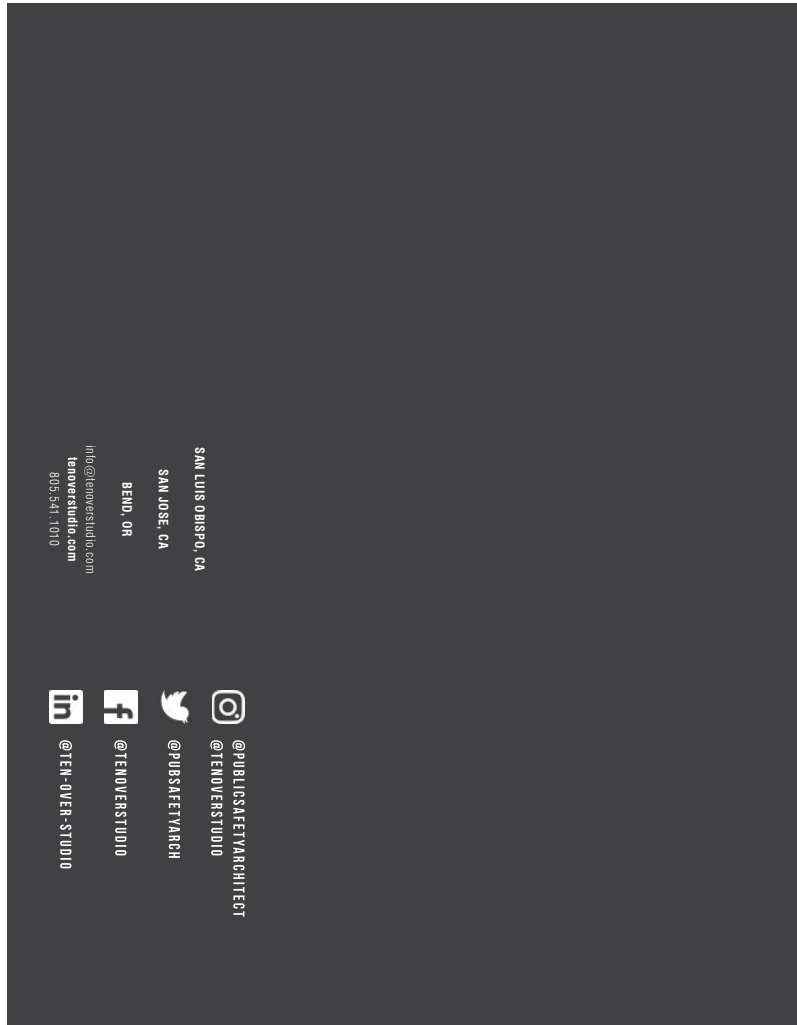 SAN LUIS OBISPO, CA
SAN JOSE, CA
BEND, OR
info@tenoverstudio.com
tenoverstudio.com
805.541.1010
@PUBLICSAFETYARCHITECT
@TENOVERSTUDIO
@PUBSAFETYARCH
@TENOVERSTUDIO
@TEN-OVER-STUDIO